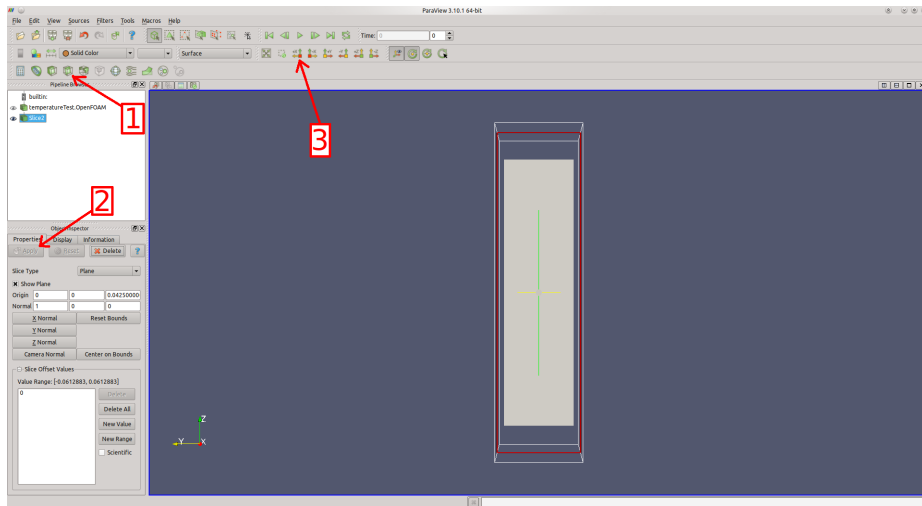 ParaView 3.10.1 64-bit
File Edit View Sources Filters Tools Macros Help
Time: 0 0
Solid Color Surface
Pipeline
builtin:
temperatureTest.OpenFOAM
Slice2
1
3
2
Properties Display Information
Apply Reset Delete ?
Slice Type Plane
Show Plane
Origin 0 0 0.04250000
Normal 1 0 0
X Normal Reset Bounds
Y Normal
Z Normal
Camera Normal Center on Bounds
Slice Offset Values
Value Range: [-0.0612883, 0.0612883]
0
Delete
Delete All
New Value
New Range
Scientific
Z
Y X